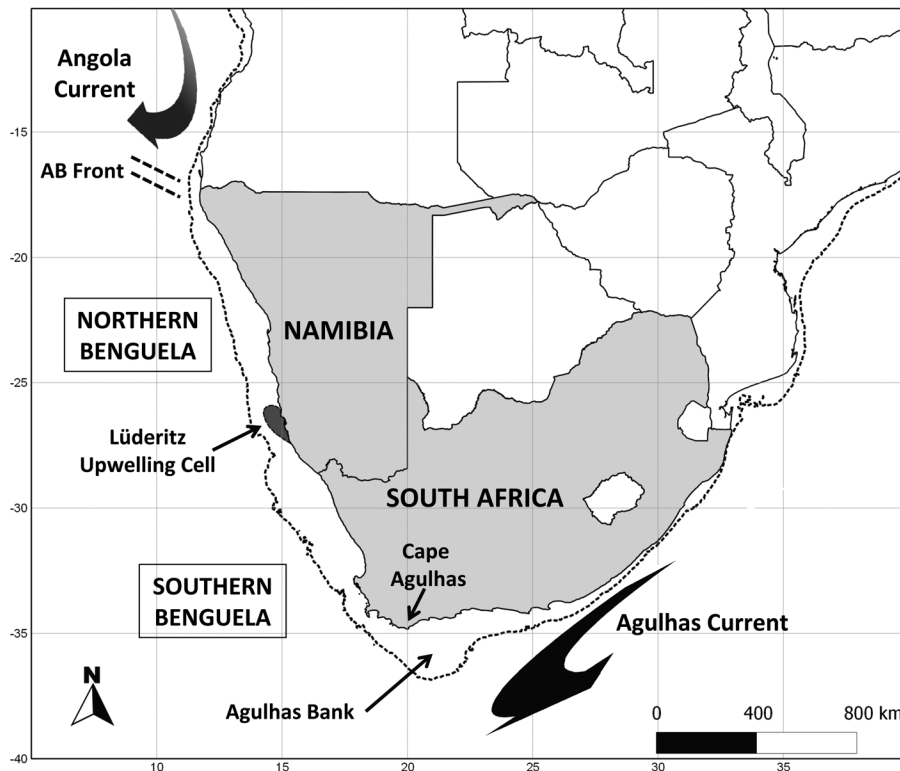 Angola
Current
-15
AB Front
-20
NORTHERN
BENGUELA
NAMIBIA
-25
Lüderitz
Upwelling Cell
SOUTH AFRICA
-30
Cape
Agulhas
SOUTHERN
BENGUELA
Agulhas Current
-35
N
Agulhas Bank
0 400 800 km
-40
10 15 20 25 30 35